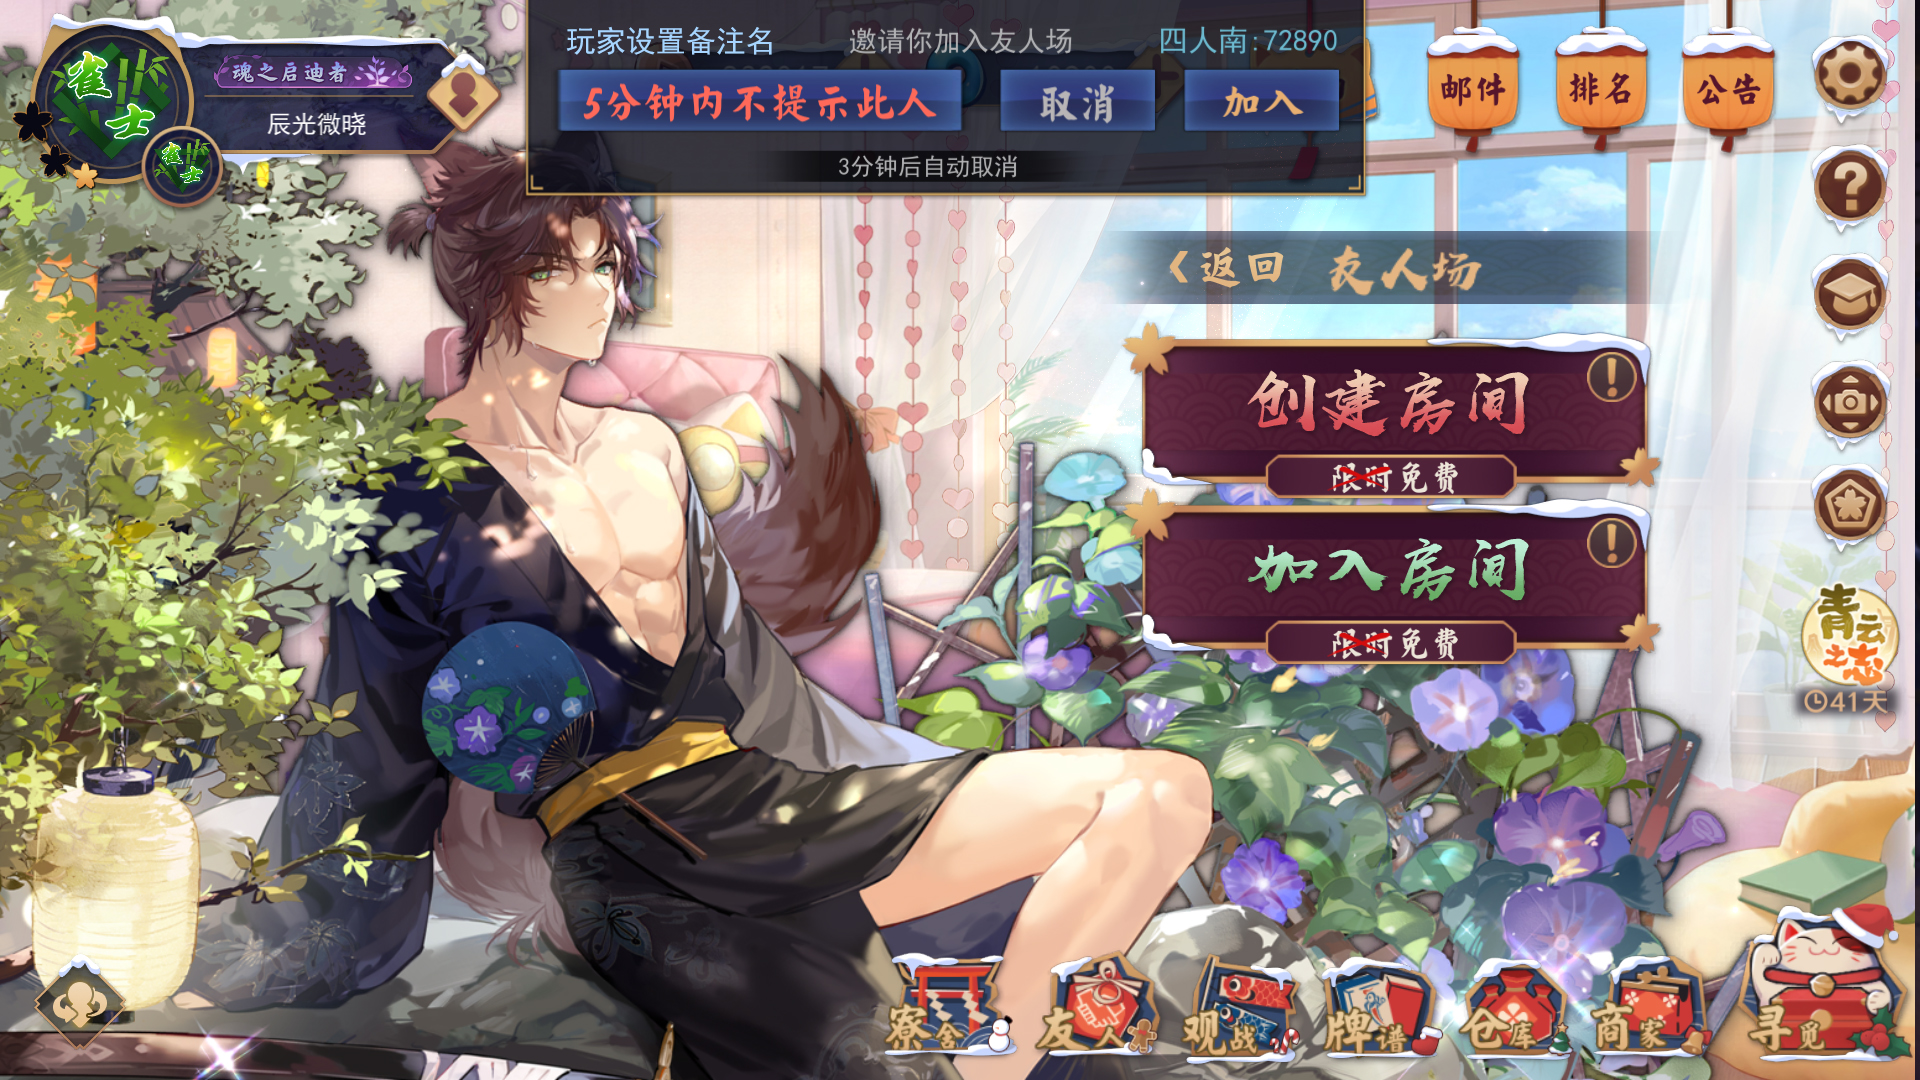 玩家设置备注名 邀请你加入友人场 四人南:72890
5分钟内不提示此人 取消 加入
3分钟后自动取消
雀士
魂之启迪者
辰光微晓
雀士
邮件 排名 公告
返回 友人场
创建房间
限时免费
加入房间
限时免费
青云之志
41天
寮舍 友人 观战 牌谱 仓库 商家 寻觅